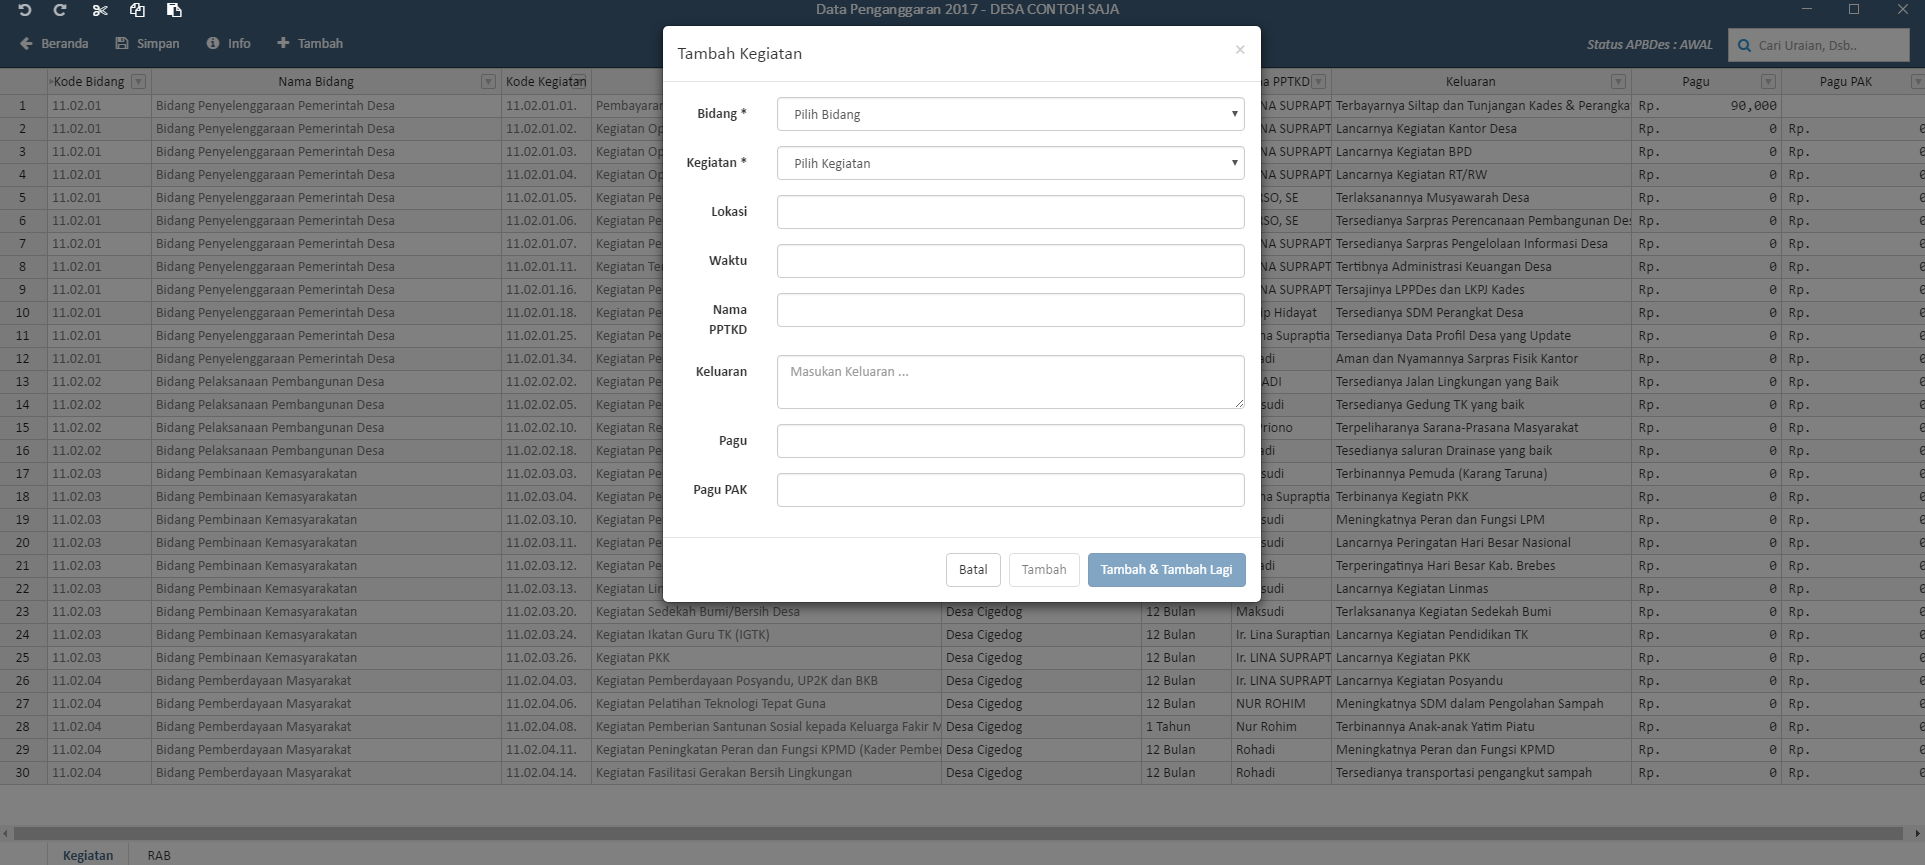 Data Penganggaran 2017 - DESA CONTOH SAJA
Beranda Simpan Info Tambah Status APBDes : AWAL Cari Uraian, Dsb..
Tambah Kegiatan ×
Bidang * Pilih Bidang
Kegiatan * Pilih Kegiatan
Lokasi
Waktu
Nama
PPTKD
Keluaran Masukan Keluaran ...
Pagu
Pagu PAK
Batal Tambah Tambah & Tambah Lagi
Kode Bidang Nama Bidang Kode Kegiatan PPTKD Keluaran Pagu Pagu PAK
1 11.02.01 Bidang Penyelenggaraan Pemerintah Desa 11.02.01.01. Pembayaran NA SUPRAPT Terbayarnya Siltap dan Tunjangan Kades & Perangka Rp. 90,000
2 11.02.01 Bidang Penyelenggaraan Pemerintah Desa 11.02.01.02. Kegiatan Op NA SUPRAPT Lancarnya Kegiatan Kantor Desa Rp. 0 Rp. 0
3 11.02.01 Bidang Penyelenggaraan Pemerintah Desa 11.02.01.03. Kegiatan Op NA SUPRAPT Lancarnya Kegiatan BPD Rp. 0 Rp. 0
4 11.02.01 Bidang Penyelenggaraan Pemerintah Desa 11.02.01.04. Kegiatan Op NA SUPRAPT Lancarnya Kegiatan RT/RW Rp. 0 Rp. 0
5 11.02.01 Bidang Penyelenggaraan Pemerintah Desa 11.02.01.05. Kegiatan Pe SO, SE Terlaksanannya Musyawarah Desa Rp. 0 Rp. 0
6 11.02.01 Bidang Penyelenggaraan Pemerintah Desa 11.02.01.06. Kegiatan Pe SO, SE Tersedianya Sarpras Perencanaan Pembangunan Des Rp. 0 Rp. 0
7 11.02.01 Bidang Penyelenggaraan Pemerintah Desa 11.02.01.07. Kegiatan Pe NA SUPRAPT Tersedianya Sarpras Pengelolaan Informasi Desa Rp. 0 Rp. 0
8 11.02.01 Bidang Penyelenggaraan Pemerintah Desa 11.02.01.11. Kegiatan Te NA SUPRAPT Tertibnya Administrasi Keuangan Desa Rp. 0 Rp. 0
9 11.02.01 Bidang Penyelenggaraan Pemerintah Desa 11.02.01.16. Kegiatan Pe NA SUPRAPT Tersajinya LPPDes dan LKPJ Kades Rp. 0 Rp. 0
10 11.02.01 Bidang Penyelenggaraan Pemerintah Desa 11.02.01.18. Kegiatan Pe ip Hidayat Tersedianya SDM Perangkat Desa Rp. 0 Rp. 0
11 11.02.01 Bidang Penyelenggaraan Pemerintah Desa 11.02.01.25. Kegiatan Pe na Supraptia Tersedianya Data Profil Desa yang Update Rp. 0 Rp. 0
12 11.02.01 Bidang Penyelenggaraan Pemerintah Desa 11.02.01.34. Kegiatan Pe adi Aman dan Nyamannya Sarpras Fisik Kantor Rp. 0 Rp. 0
13 11.02.02 Bidang Pelaksanaan Pembangunan Desa 11.02.02.02. Kegiatan Pe ADI Tersedianya Jalan Lingkungan yang Baik Rp. 0 Rp. 0
14 11.02.02 Bidang Pelaksanaan Pembangunan Desa 11.02.02.05. Kegiatan Pe sudi Tersedianya Gedung TK yang baik Rp. 0 Rp. 0
15 11.02.02 Bidang Pelaksanaan Pembangunan Desa 11.02.02.10. Kegiatan Re Priono Terpeliharanya Sarana-Prasana Masyarakat Rp. 0 Rp. 0
16 11.02.02 Bidang Pelaksanaan Pembangunan Desa 11.02.02.18. Kegiatan Pe adi Tesedianya saluran Drainase yang baik Rp. 0 Rp. 0
17 11.02.03 Bidang Pembinaan Kemasyarakatan 11.02.03.03. Kegiatan Pe sudi Terbinannya Pemuda (Karang Taruna) Rp. 0 Rp. 0
18 11.02.03 Bidang Pembinaan Kemasyarakatan 11.02.03.04. Kegiatan Pe na Supraptia Terbinanya Kegiatn PKK Rp. 0 Rp. 0
19 11.02.03 Bidang Pembinaan Kemasyarakatan 11.02.03.10. Kegiatan Pe sudi Meningkatnya Peran dan Fungsi LPM Rp. 0 Rp. 0
20 11.02.03 Bidang Pembinaan Kemasyarakatan 11.02.03.11. Kegiatan Pe sudi Lancarnya Peringatan Hari Besar Nasional Rp. 0 Rp. 0
21 11.02.03 Bidang Pembinaan Kemasyarakatan 11.02.03.12. Kegiatan Pe adi Terperingatinya Hari Besar Kab. Brebes Rp. 0 Rp. 0
22 11.02.03 Bidang Pembinaan Kemasyarakatan 11.02.03.13. Kegiatan Lin sudi Lancarnya Kegiatan Linmas Rp. 0 Rp. 0
23 11.02.03 Bidang Pembinaan Kemasyarakatan 11.02.03.20. Kegiatan Sedekah Bumi/Bersih Desa Desa Cigedog 12 Bulan Maksudi Terlaksananya Kegiatan Sedekah Bumi Rp. 0 Rp. 0
24 11.02.03 Bidang Pembinaan Kemasyarakatan 11.02.03.24. Kegiatan Ikatan Guru TK (IGTK) Desa Cigedog 12 Bulan Ir. Lina Suraptian Lancarnya Kegiatan Pendidikan TK Rp. 0 Rp. 0
25 11.02.03 Bidang Pembinaan Kemasyarakatan 11.02.03.26. Kegiatan PKK Desa Cigedog 12 Bulan Ir. LINA SUPRAPT Lancarnya Kegiatan PKK Rp. 0 Rp. 0
26 11.02.04 Bidang Pemberdayaan Masyarakat 11.02.04.03. Kegiatan Pemberdayaan Posyandu, UP2K dan BKB Desa Cigedog 12 Bulan Ir. LINA SUPRAPT Lancarnya Kegiatan Posyandu Rp. 0 Rp. 0
27 11.02.04 Bidang Pemberdayaan Masyarakat 11.02.04.06. Kegiatan Pelatihan Teknologi Tepat Guna Desa Cigedog 12 Bulan NUR ROHIM Meningkatnya SDM dalam Pengolahan Sampah Rp. 0 Rp. 0
28 11.02.04 Bidang Pemberdayaan Masyarakat 11.02.04.08. Kegiatan Pemberian Santunan Sosial kepada Keluarga Fakir M Desa Cigedog 1 Tahun Nur Rohim Terbinannya Anak-anak Yatim Piatu Rp. 0 Rp. 0
29 11.02.04 Bidang Pemberdayaan Masyarakat 11.02.04.11. Kegiatan Peningkatan Peran dan Fungsi KPMD (Kader Pember Desa Cigedog 12 Bulan Rohadi Meningkatnya Peran dan Fungsi KPMD Rp. 0 Rp. 0
30 11.02.04 Bidang Pemberdayaan Masyarakat 11.02.04.14. Kegiatan Fasilitasi Gerakan Bersih Lingkungan Desa Cigedog 12 Bulan Rohadi Tersedianya transportasi pengangkut sampah Rp. 0 Rp. 0
Kegiatan RAB